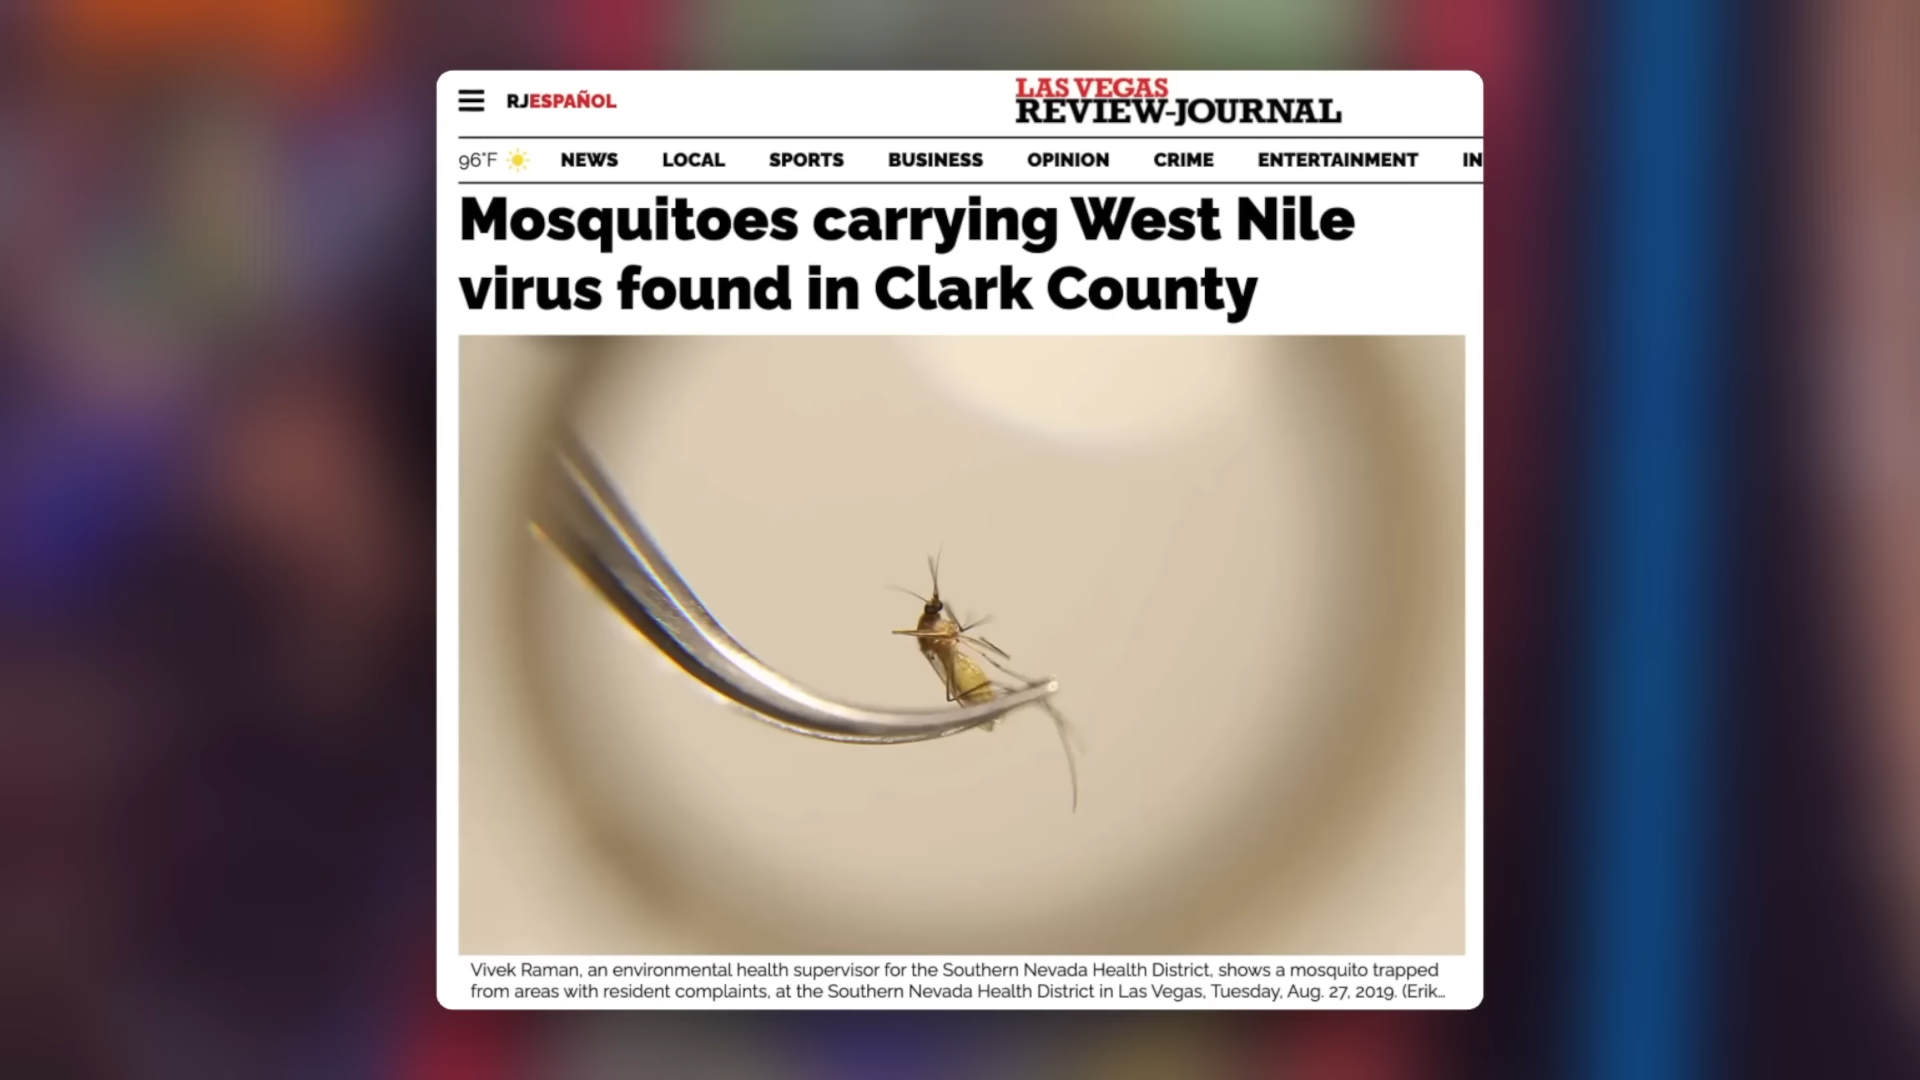 RJESPAÑOL
LAS VEGAS
REVIEW-JOURNAL
96°F NEWS LOCAL SPORTS BUSINESS OPINION CRIME ENTERTAINMENT IN
Mosquitoes carrying West Nile
virus found in Clark County
Vivek Raman, an environmental health supervisor for the Southern Nevada Health District, shows a mosquito trapped
from areas with resident complaints, at the Southern Nevada Health District in Las Vegas, Tuesday, Aug. 27, 2019. (Erik...